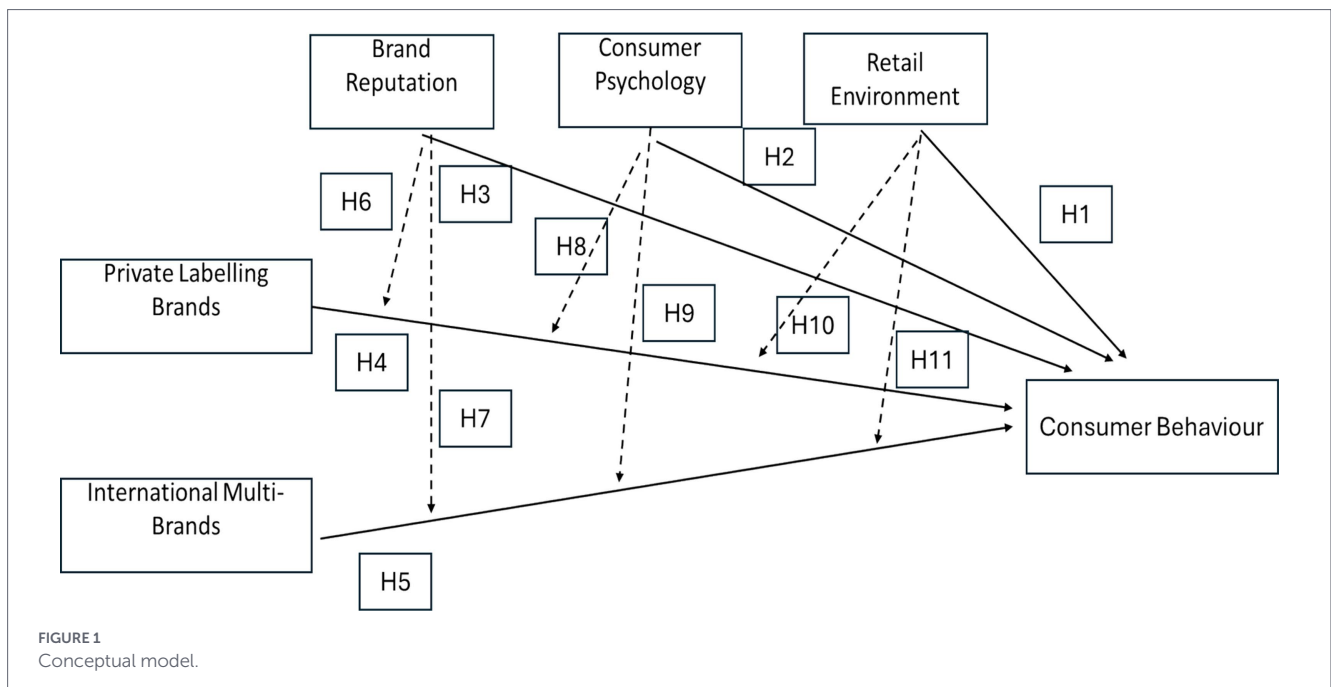 Brand
Reputation
Consumer
Psychology
Retail
Environment
H2
H6
H3
H1
H8
Private Labelling
Brands
H9
H10
H4
H11
H7
Consumer Behaviour
International Multi-
Brands
H5
FIGURE 1
Conceptual model.